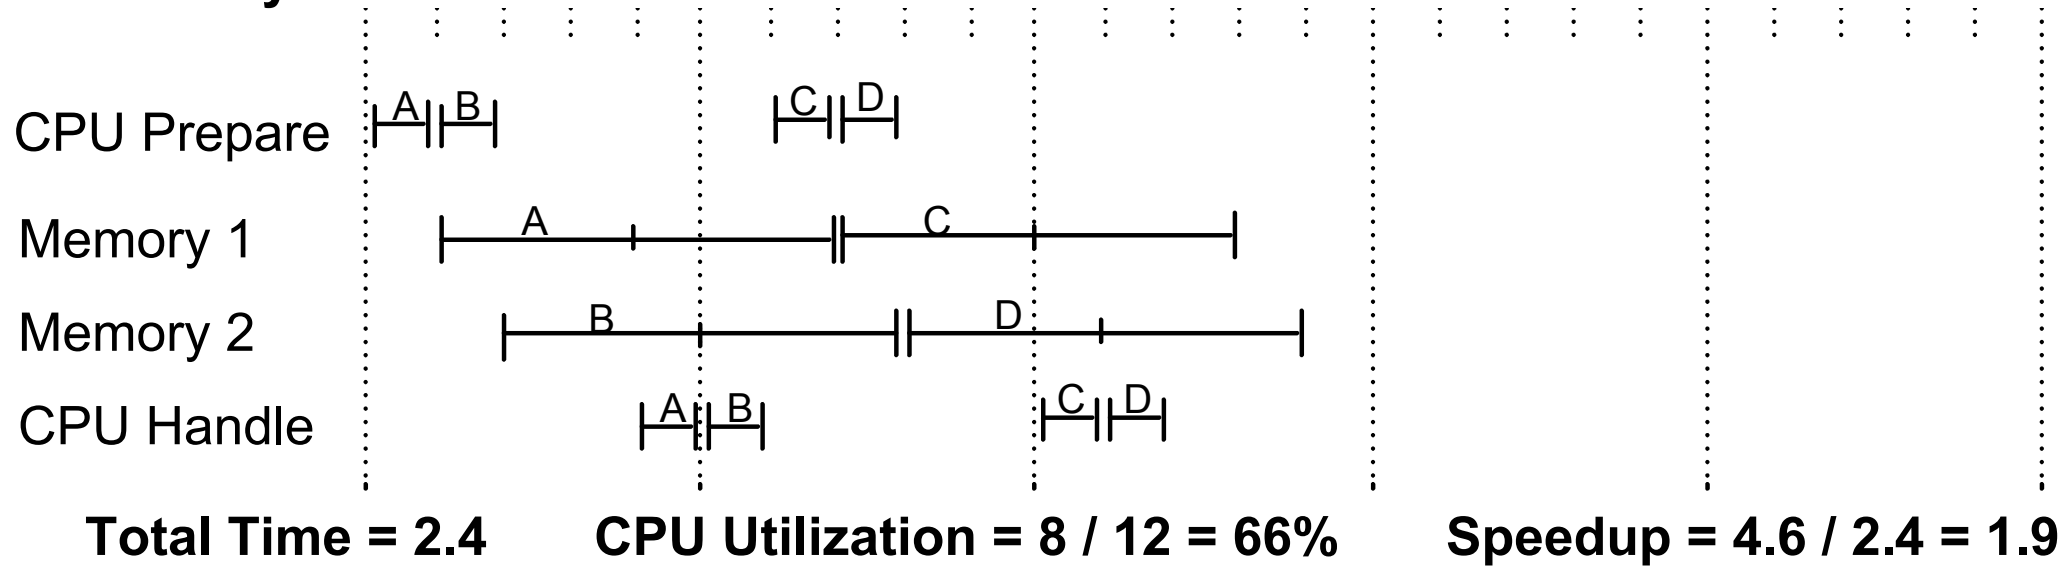 CPU Prepare A B C D
Memory 1 A C
Memory 2 B D
CPU Handle A B C D
Total Time = 2.4 CPU Utilization = 8 / 12 = 66% Speedup = 4.6 / 2.4 = 1.9